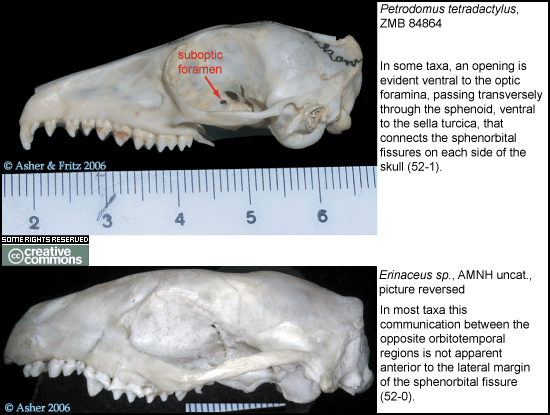 Petrodomus tetradactylus,
ZMB 84864
In some taxa, an opening is
evident ventral to the optic
foramina, passing transversely
through the sphenoid, ventral
to the sella turcica, that
connects the sphenorbital
fissures on each side of the
skull (52-1).
suboptic
foramen
© Asher & Fritz 2006
2 3 4 5 6
SOME RIGHTS RESERVED
cc creative
commons
Erinaceus sp., AMNH uncat.,
picture reversed
In most taxa this
communication between the
opposite orbitotemporal
regions is not apparent
anterior to the lateral margin
of the sphenorbital fissure
(52-0).
© Asher 2006